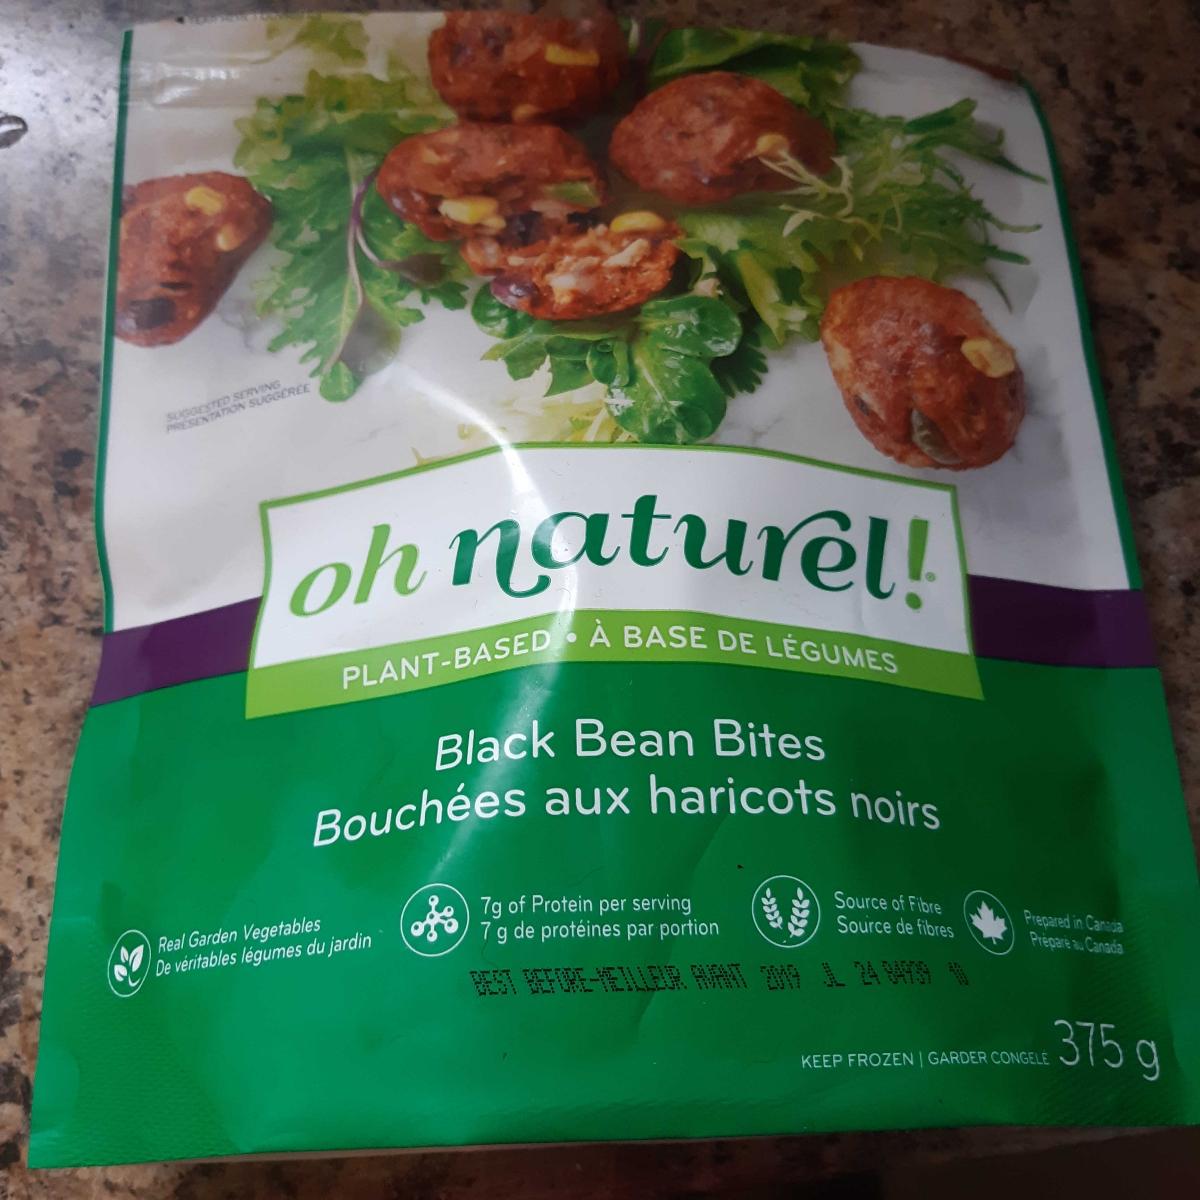 SUGGESTED SERVING
PRÉSENTATION SUGGÉRÉE
oh naturel!
PLANT-BASED • À BASE DE LÉGUMES
Black Bean Bites
Bouchées aux haricots noirs
Real Garden Vegetables
De véritables légumes du jardin
7g of Protein per serving
7 g de protéines par portion
Source of Fibre
Source de fibres
Prepared in Canada
Préparé au Canada
BEST BEFORE-MEILLEUR AVANT 2019 JL 24
KEEP FROZEN | GARDER CONGELÉ 375 g